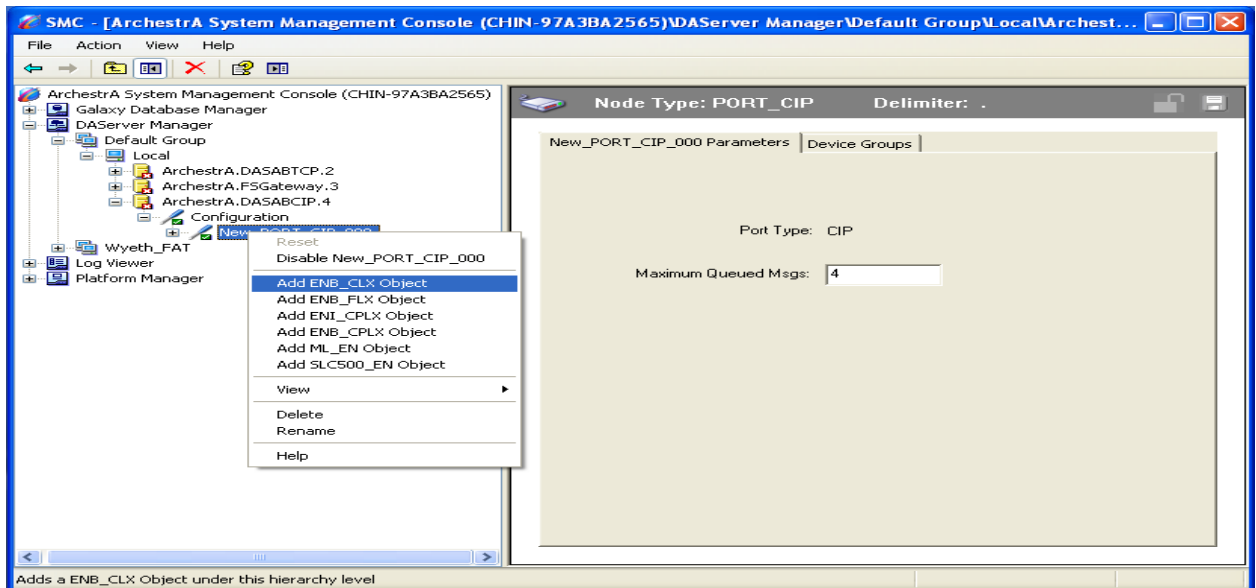 SMC - [ArchestrA System Management Console (CHIN-97A3BA2565)\DAServer Manager\Default Group\Local\Archest...
File Action View Help
ArchestrA System Management Console (CHIN-97A3BA2565)
Galaxy Database Manager
DAServer Manager
Default Group
Local
ArchestrA.DASABTCP.2
ArchestrA.FSGateway.3
ArchestrA.DASABCIP.4
Configuration
New_PORT_CIP_000
Wyeth_FAT
Log Viewer
Platform Manager
Reset
Disable New_PORT_CIP_000
Add ENB_CLX Object
Add ENB_FLX Object
Add ENI_CPLX Object
Add ENB_CPLX Object
Add ML_EN Object
Add SLC500_EN Object
View
Delete
Rename
Help
Node Type: PORT_CIP Delimiter: .
New_PORT_CIP_000 Parameters Device Groups
Port Type: CIP
Maximum Queued Msgs: 4
Adds a ENB_CLX Object under this hierarchy level